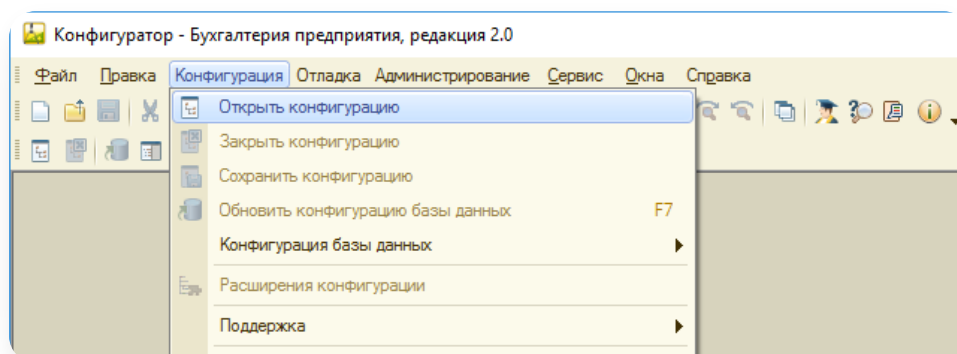 Конфигуратор - Бухгалтерия предприятия, редакция 2.0
Файл Правка Конфигурация Отладка Администрирование Сервис Окна Справка
Открыть конфигурацию
Закрыть конфигурацию
Сохранить конфигурацию
Обновить конфигурацию базы данных F7
Конфигурация базы данных
Расширения конфигурации
Поддержка